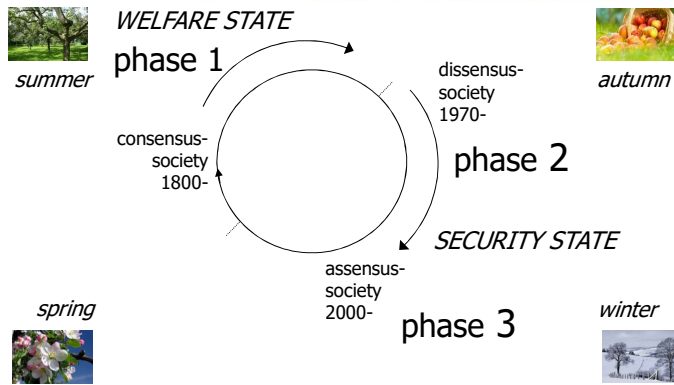 WELFARE STATE
phase 1
summer
dissensus-
society
1970-
autumn
consensus-
society
1800-
phase 2
SECURITY STATE
assensus-
society
2000-
phase 3
spring
winter